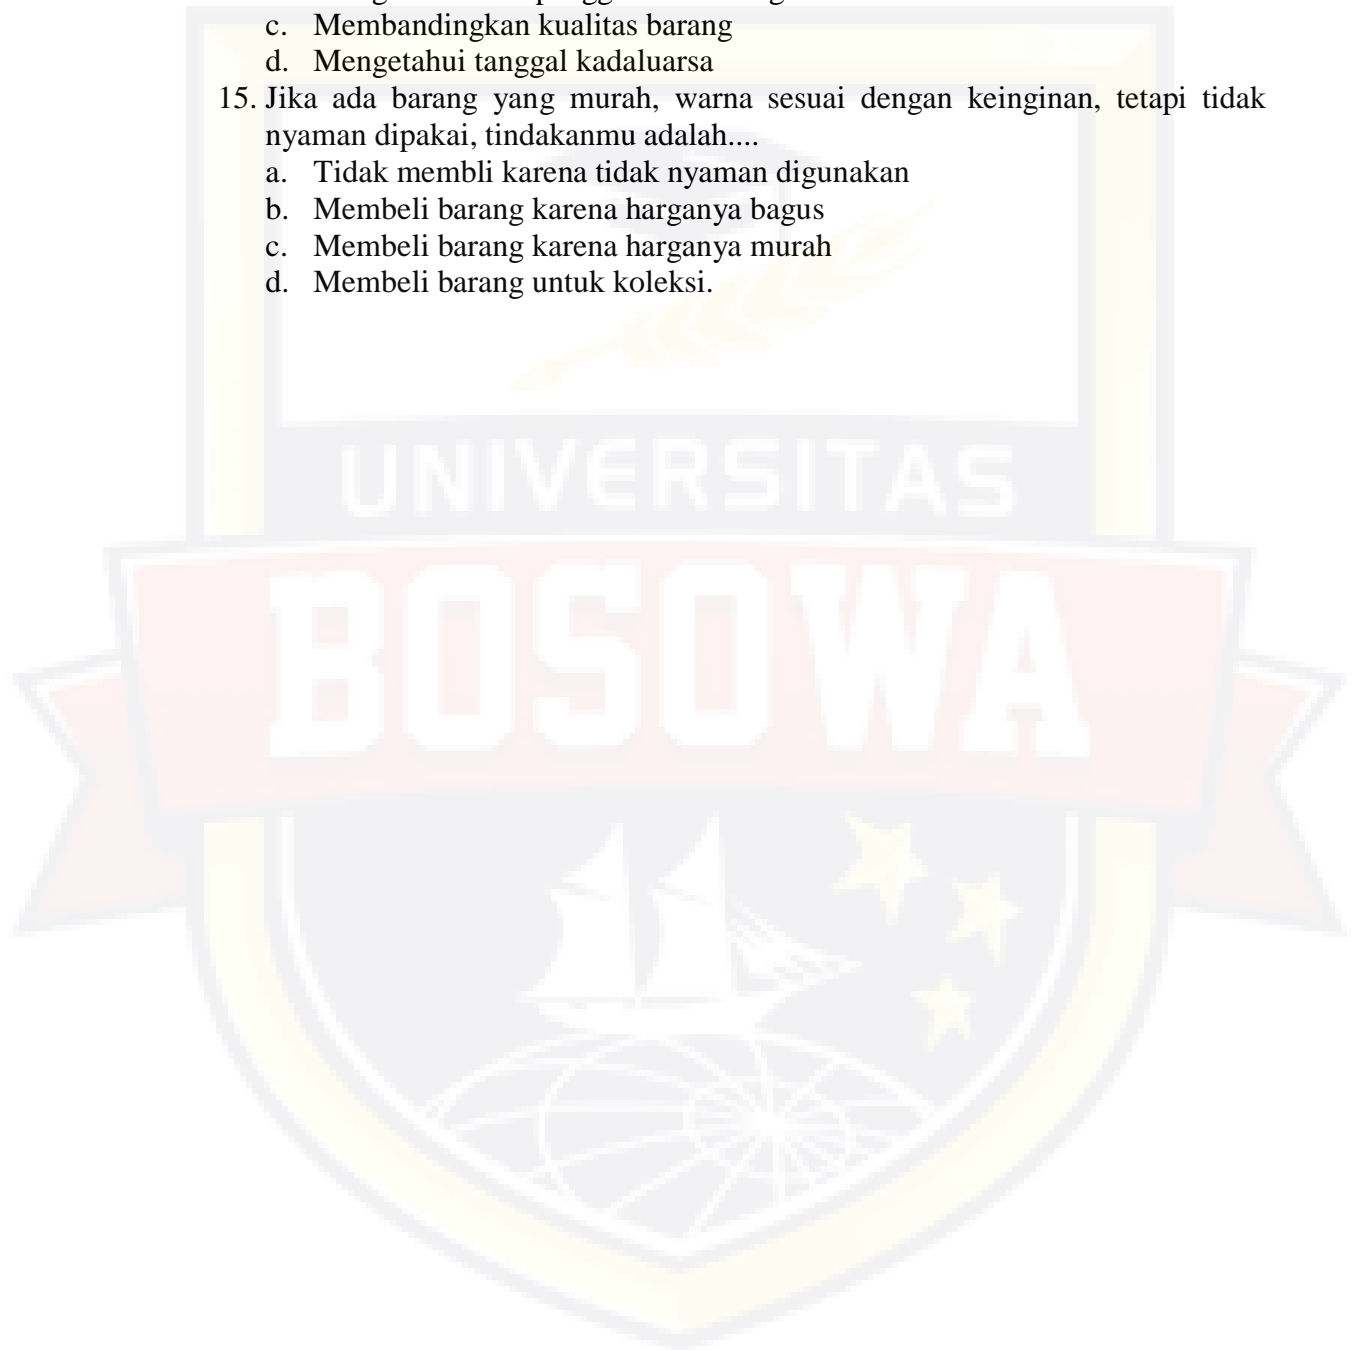 c. Membandingkan kualitas barang
d. Mengetahui tanggal kadaluarsa
15. Jika ada barang yang murah, warna sesuai dengan keinginan, tetapi tidak
nyaman dipakai, tindakanmu adalah....
a. Tidak membli karena tidak nyaman digunakan
b. Membeli barang karena harganya bagus
c. Membeli barang karena harganya murah
d. Membeli barang untuk koleksi.
UNIVERSITAS
BOSOWA